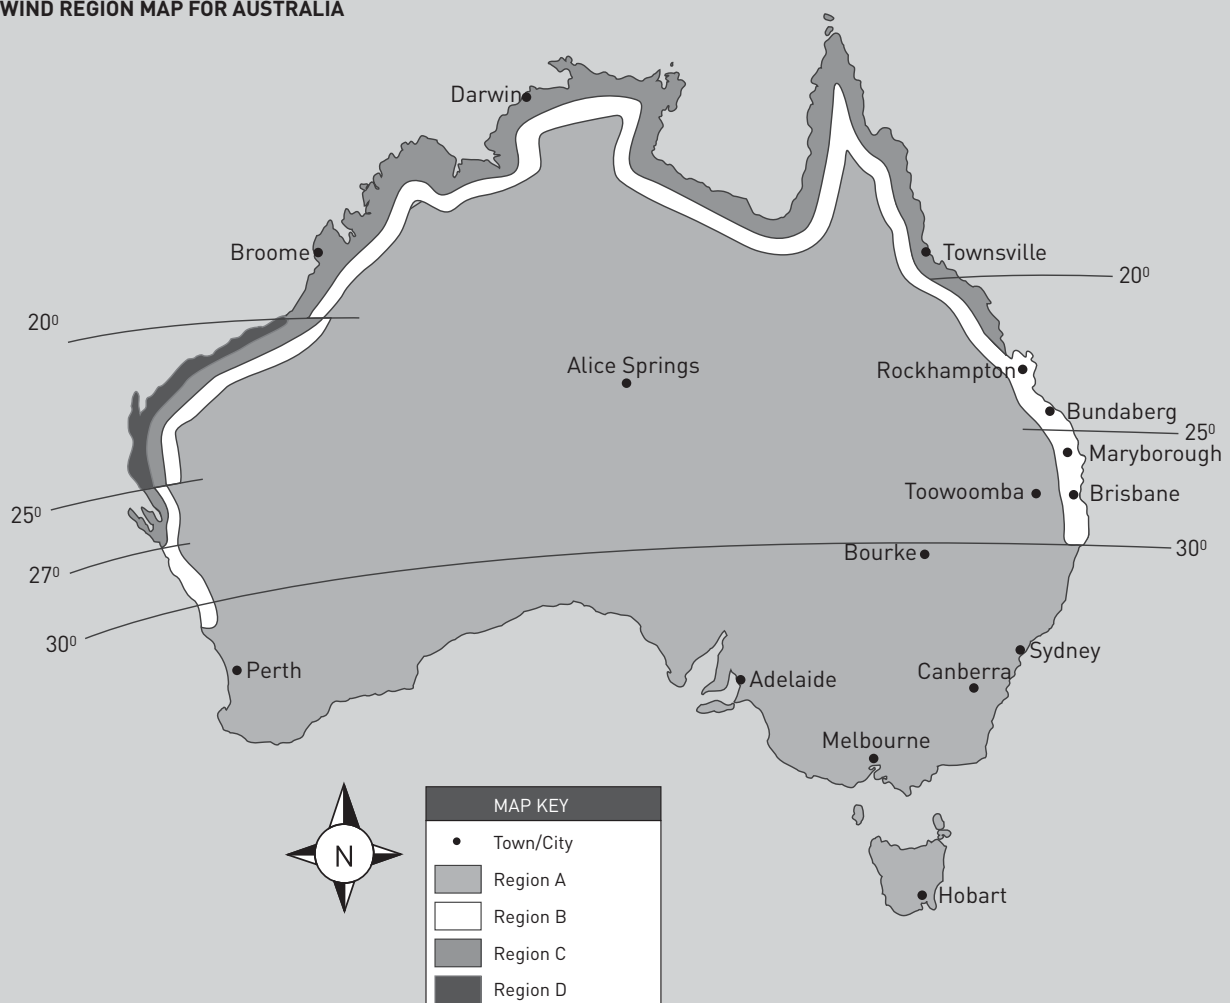 WIND REGION MAP FOR AUSTRALIA
Darwin
Broome
Townsville
20⁰
20⁰
Alice Springs
Rockhampton
Bundaberg
25⁰
Maryborough
Toowoomba
Brisbane
25⁰
Bourke
30⁰
27⁰
30⁰
Perth
Sydney
Canberra
Adelaide
Melbourne
MAP KEY
Town/City
N
Region A
Hobart
Region B
Region C
Region D